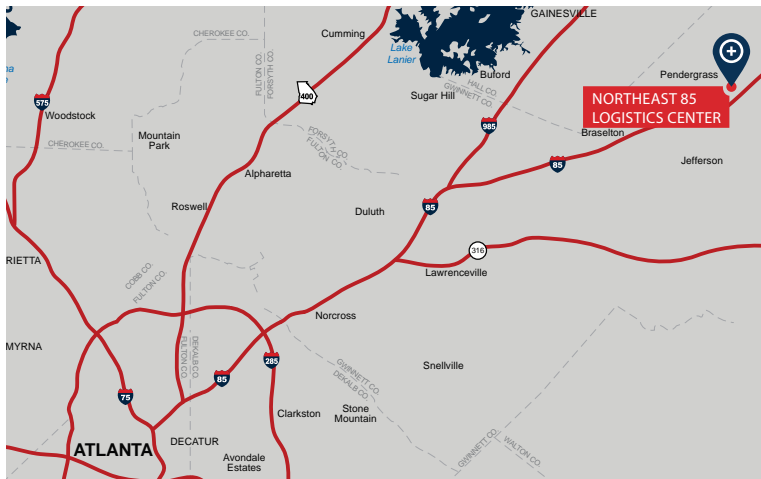 GAINESVILLE
CHEROKEE CO.
Cumming
Lake
Lanier
FULTON CO.
FORSYTH CO.
Buford
Pendergrass
HALL CO.
GWINNETT CO.
575
400
Sugar Hill
NORTHEAST 85
LOGISTICS CENTER
Woodstock
985
Braselton
Mountain
Park
FORSYTH CO.
FULTON CO.
CHEROKEE CO.
85
Jefferson
Alpharetta
Roswell
85
Duluth
316
RIETTA
COBB CO.
FULTON CO.
Lawrenceville
Norcross
MYRNA
FULTON CO.
DEKALB CO.
285
GWINNETT CO.
DEKALB CO.
Snellville
85
75
Clarkston
Stone
Mountain
ATLANTA
DECATUR
Avondale
Estates
GWINNETT CO.
WALTON CO.